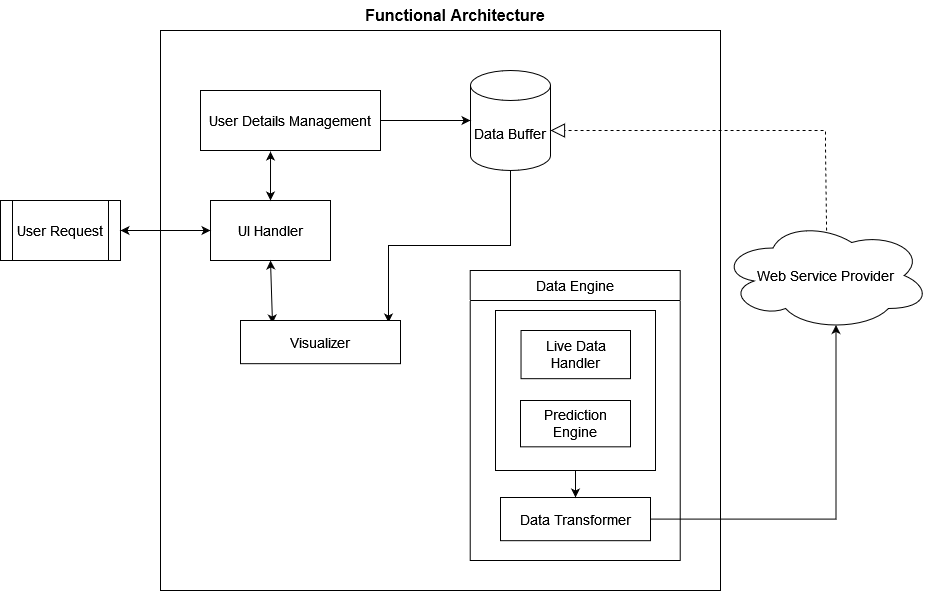 Functional Architecture
User Details Management
Data Buffer
User Request
UI Handler
Web Service Provider
Data Engine
Visualizer
Live Data
Handler
Prediction
Engine
Data Transformer